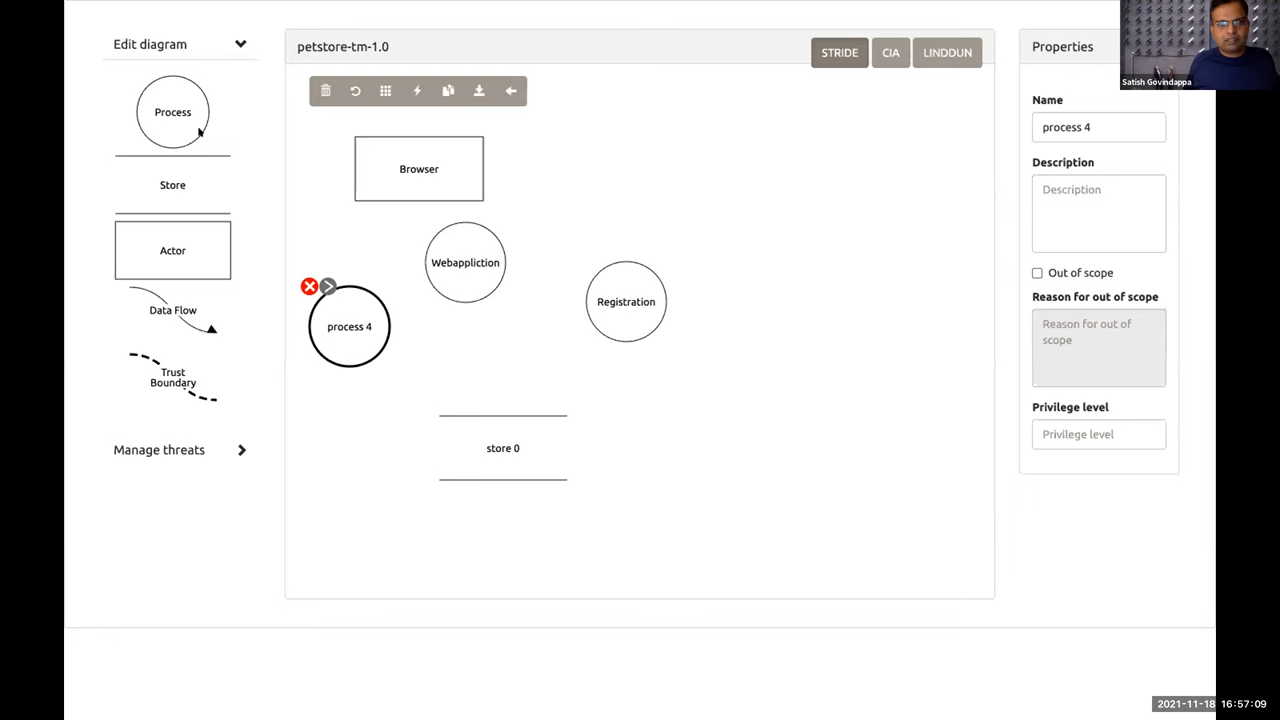 Edit diagram
Process
Store
Actor
Data Flow
Trust
Boundary
Manage threats
petstore-tm-1.0
STRIDE
CIA
LINDDUN
Browser
Webappliction
Registration
process 4
store 0
Properties
Name
process 4
Description
Description
Out of scope
Reason for out of scope
Reason for out of
scope
Privilege level
Privilege level
Satish Govindappa
2021-11-18 16:57:09